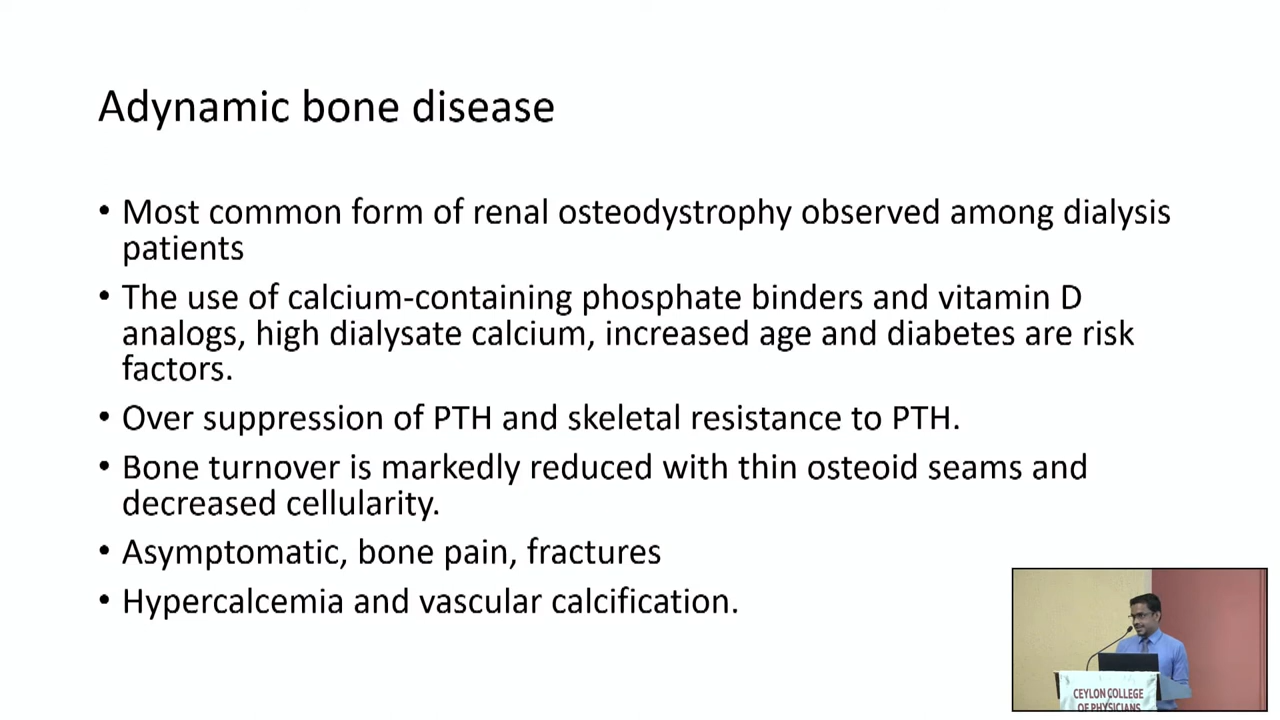 Adynamic bone disease
• Most common form of renal osteodystrophy observed among dialysis
patients
• The use of calcium-containing phosphate binders and vitamin D
analogs, high dialysate calcium, increased age and diabetes are risk
factors.
• Over suppression of PTH and skeletal resistance to PTH.
• Bone turnover is markedly reduced with thin osteoid seams and
decreased cellularity.
• Asymptomatic, bone pain, fractures
• Hypercalcemia and vascular calcification.
CEYLON COLLEGE
OF PHYSICIANS